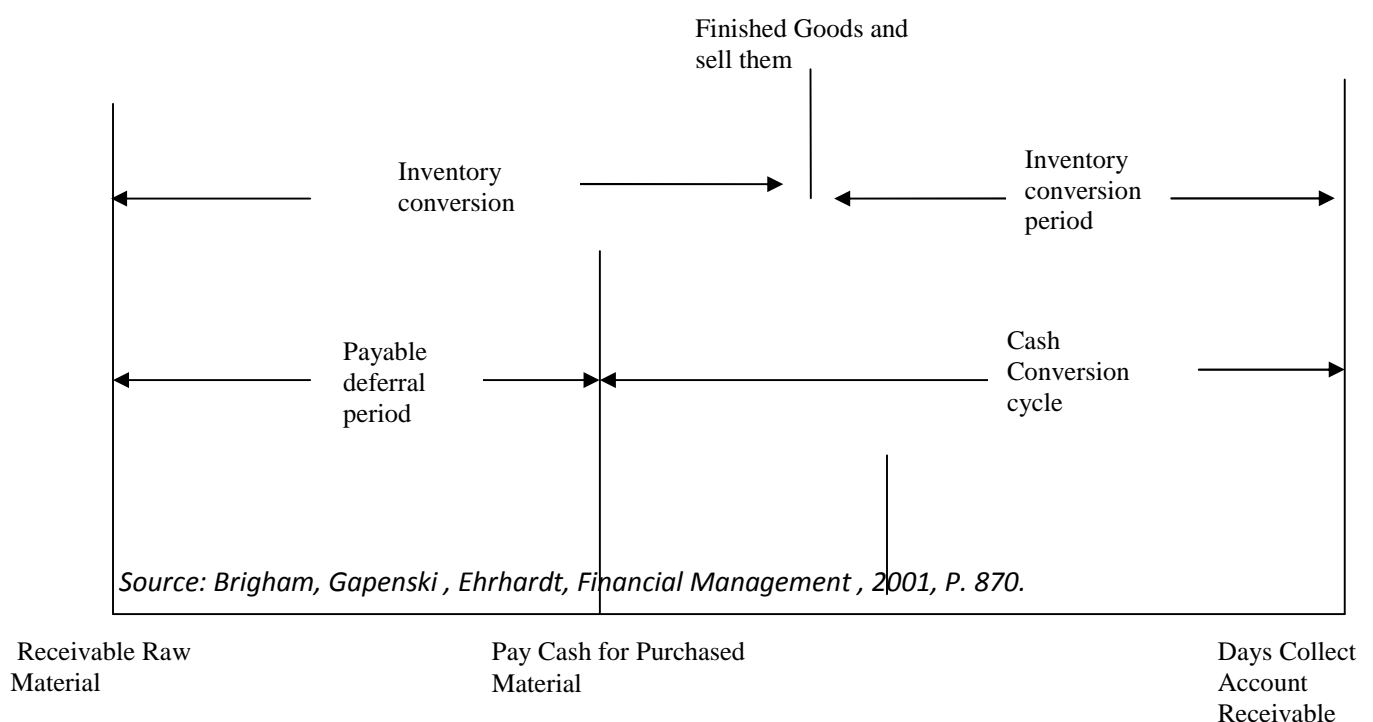 Finished Goods and
sell them
Inventory
conversion
Inventory
conversion
period
Payable
deferral
period
Cash
Conversion
cycle
Source: Brigham, Gapenski , Ehrhardt, Financial Management , 2001, P. 870.
Receivable Raw
Material
Pay Cash for Purchased
Material
Days Collect
Account
Receivable